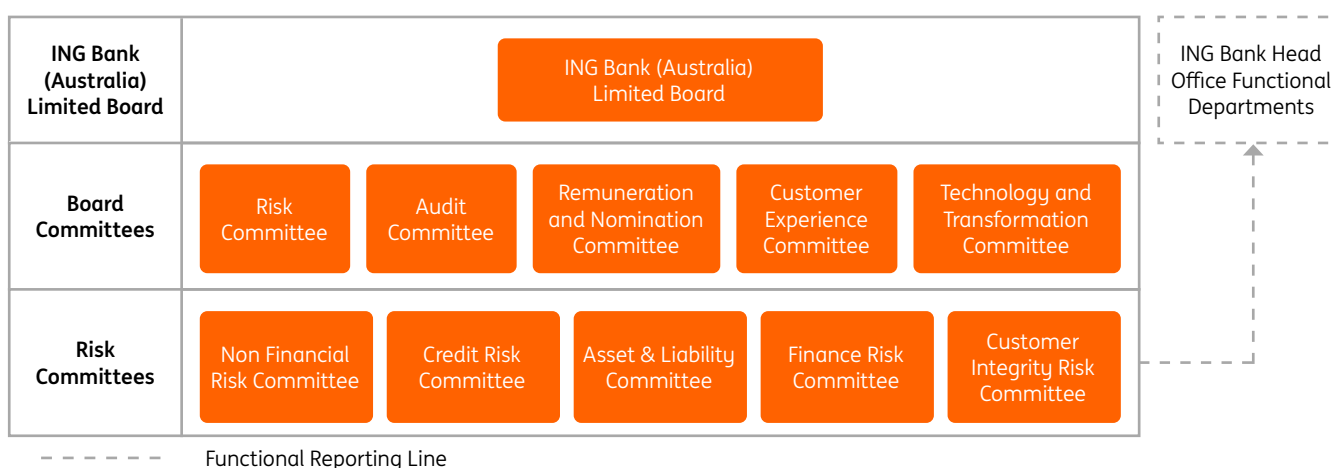 ING Bank
(Australia)
Limited Board
ING Bank (Australia)
Limited Board
ING Bank Head
Office Functional
Departments
Board
Committees
Risk
Committee
Audit
Committee
Remuneration
and Nomination
Committee
Customer
Experience
Committee
Technology and
Transformation
Committee
Risk
Committees
Non Financial
Risk Committee
Credit Risk
Committee
Asset & Liability
Committee
Finance Risk
Committee
Customer
Integrity Risk
Committee
Functional Reporting Line